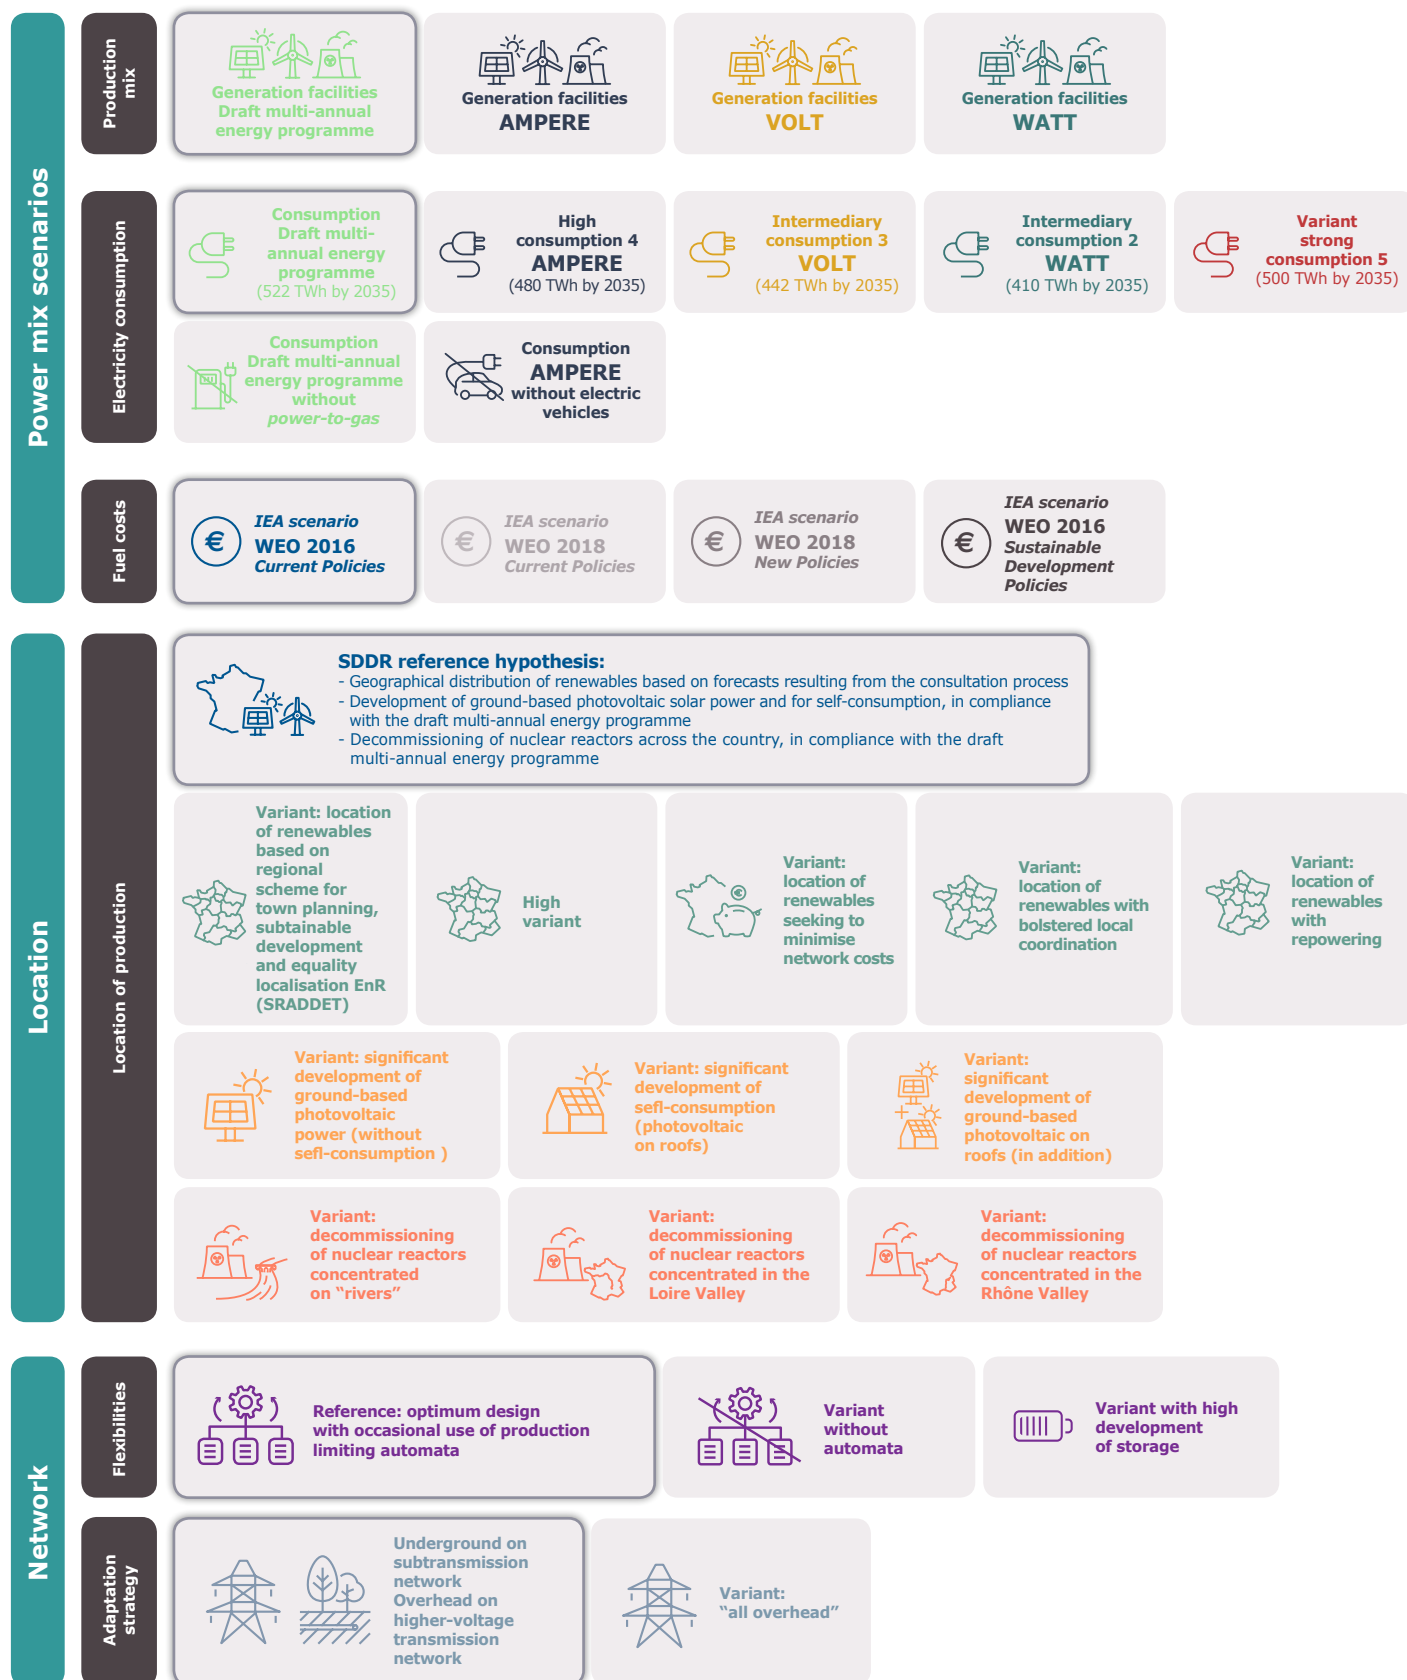 Power mix scenarios
Production
mix
Generation facilities
Draft multi-annual
energy programme
Generation facilities
AMPERE
Generation facilities
VOLT
Generation facilities
WATT
Electricity consumption
Consumption
Draft multi-
annual energy
programme
(522 TWh by 2035)
High
consumption 4
AMPERE
(480 TWh by 2035)
Intermediary
consumption 3
VOLT
(442 TWh by 2035)
Intermediary
consumption 2
WATT
(410 TWh by 2035)
Variant
strong
consumption 5
(500 TWh by 2035)
Consumption
Draft multi-annual
energy programme
without
power-to-gas
Consumption
AMPERE
without electric
vehicles
Fuel costs
€
IEA scenario
WEO 2016
Current Policies
€
IEA scenario
WEO 2018
Current Policies
€
IEA scenario
WEO 2018
New Policies
€
IEA scenario
WEO 2016
Sustainable
Development
Policies
Location
Location of production
SDDR reference hypothesis:
- Geographical distribution of renewables based on forecasts resulting from the consultation process
- Development of ground-based photovoltaic solar power and for self-consumption, in compliance
with the draft multi-annual energy programme
- Decommissioning of nuclear reactors across the country, in compliance with the draft
multi-annual energy programme
Variant: location
of renewables
based on
regional
scheme for
town planning,
subtainable
development
and equality
localisation EnR
(SRADDET)
High
variant
€
Variant:
location of
renewables
seeking to
minimise
network costs
Variant:
location of
renewables with
bolstered local
coordination
Variant:
location of
renewables
with
repowering
Variant: significant
development of
ground-based
photovoltaic
power (without
sefl-consumption )
Variant: significant
development of
sefl-consumption
(photovoltaic
on roofs)
+
Variant:
significant
development of
ground-based
photovoltaic on
roofs (in addition)
Variant:
decommissioning
of nuclear reactors
concentrated
on “rivers”
Variant:
decommissioning
of nuclear reactors
concentrated in the
Loire Valley
Variant:
decommissioning
of nuclear reactors
concentrated in the
Rhône Valley
Network
Flexibilities
Reference: optimum design
with occasional use of production
limiting automata
Variant
without
automata
Variant with high
development
of storage
Adaptation
strategy
Underground on
subtransmission
network
Overhead on
higher-voltage
transmission
network
Variant:
“all overhead”